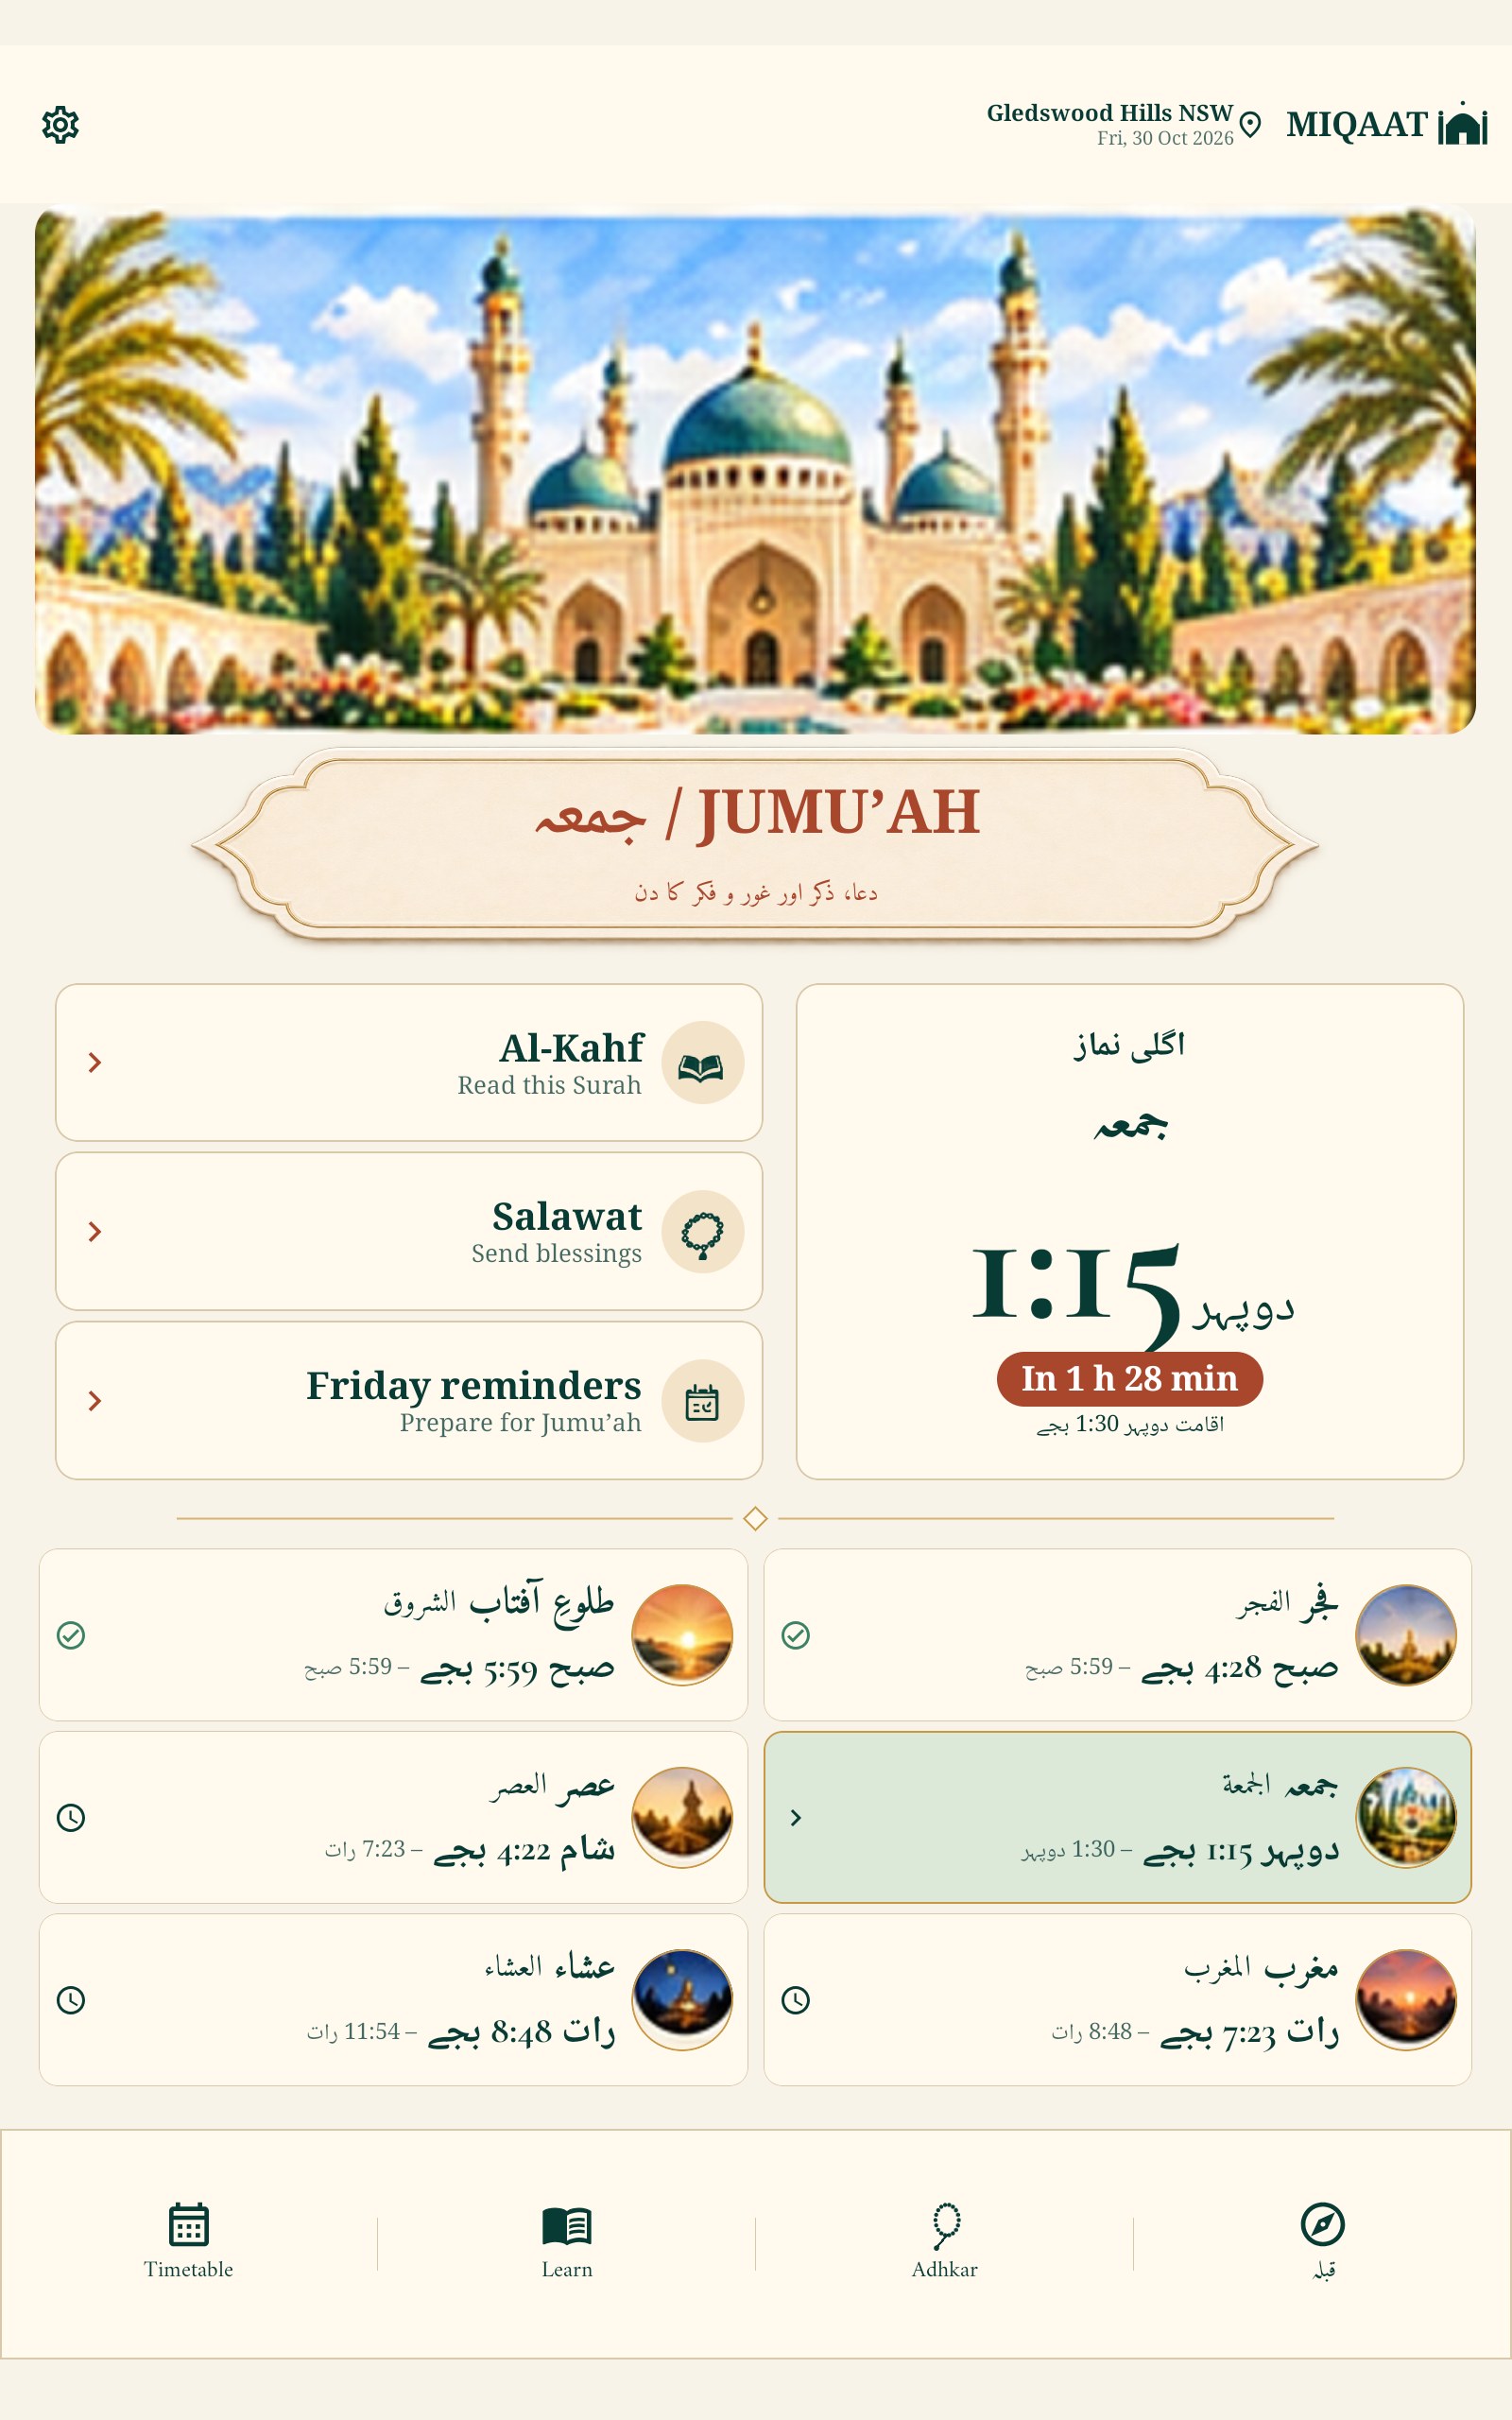 MIQAAT
Gledswood Hills NSW
Fri, 30 Oct 2026
جمعہ / JUMU’AH
دعا، ذکر اور غور و فکر کا دن
اگلی نماز
جمعہ
1:15 دوپہر
In 1 h 28 min
اقامت دوپہر 1:30 بجے
Al-Kahf
Read this Surah
Salawat
Send blessings
Friday reminders
Prepare for Jumu’ah
فجر الفجر
صبح 4:28 بجے – 5:59 صبح
طلوعِ آفتاب الشروق
صبح 5:59 بجے – 5:59 صبح
جمعہ الجمعة
دوپہر 1:15 بجے – 1:30 دوپہر
عصر العصر
شام 4:22 بجے – 7:23 رات
مغرب المغرب
رات 7:23 بجے – 8:48 رات
عشاء العشاء
رات 8:48 بجے – 11:54 رات
قبلہ
Adhkar
Learn
Timetable